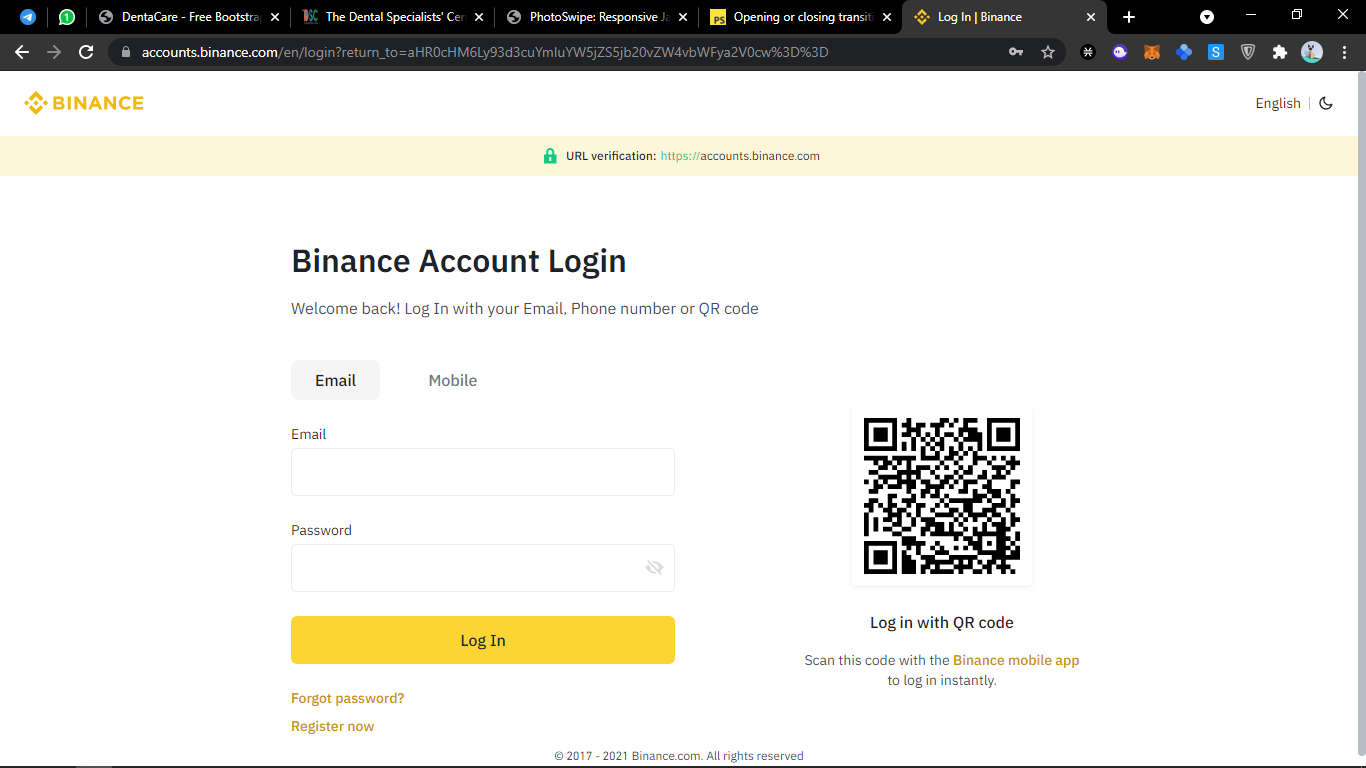 1
DentaCare - Free Bootstrap
The Dental Specialists' Cen
PhotoSwipe: Responsive Ja
PS
Opening or closing transiti
Log In | Binance
accounts.binance.com/en/login?return_to=aHR0cHM6Ly93d3cuYmluYW5jZS5jb20vZW4vbWFya2V0cw%3D%3D
S
BINANCE
English
URL verification: https://accounts.binance.com
Binance Account Login
Welcome back! Log In with your Email, Phone number or QR code
Email
Mobile
Email
Password
Log In
Forgot password?
Register now
Log in with QR code
Scan this code with the Binance mobile app
to log in instantly.
© 2017 - 2021 Binance.com. All rights reserved